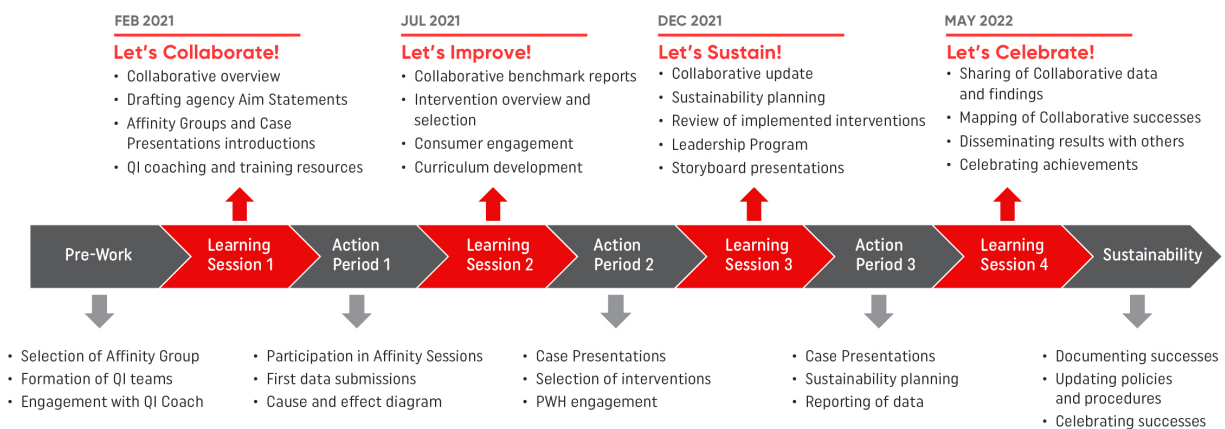 FEB 2021
Let's Collaborate!
• Collaborative overview
• Drafting agency Aim Statements
• Affinity Groups and Case
Presentations introductions
• QI coaching and training resources
JUL 2021
Let's Improve!
• Collaborative benchmark reports
• Intervention overview and
selection
• Consumer engagement
• Curriculum development
DEC 2021
Let's Sustain!
• Collaborative update
• Sustainability planning
• Review of implemented interventions
• Leadership Program
• Storyboard presentations
MAY 2022
Let's Celebrate!
• Sharing of Collaborative data
and findings
• Mapping of Collaborative successes
• Disseminating results with others
• Celebrating achievements
Pre-Work
Learning
Session 1
Action
Period 1
Learning
Session 2
Action
Period 2
Learning
Session 3
Action
Period 3
Learning
Session 4
Sustainability
• Selection of Affinity Group
• Formation of QI teams
• Engagement with QI Coach
• Participation in Affinity Sessions
• First data submissions
• Cause and effect diagram
• Case Presentations
• Selection of interventions
• PWH engagement
• Case Presentations
• Sustainability planning
• Reporting of data
• Documenting successes
• Updating policies
and procedures
• Celebrating successes